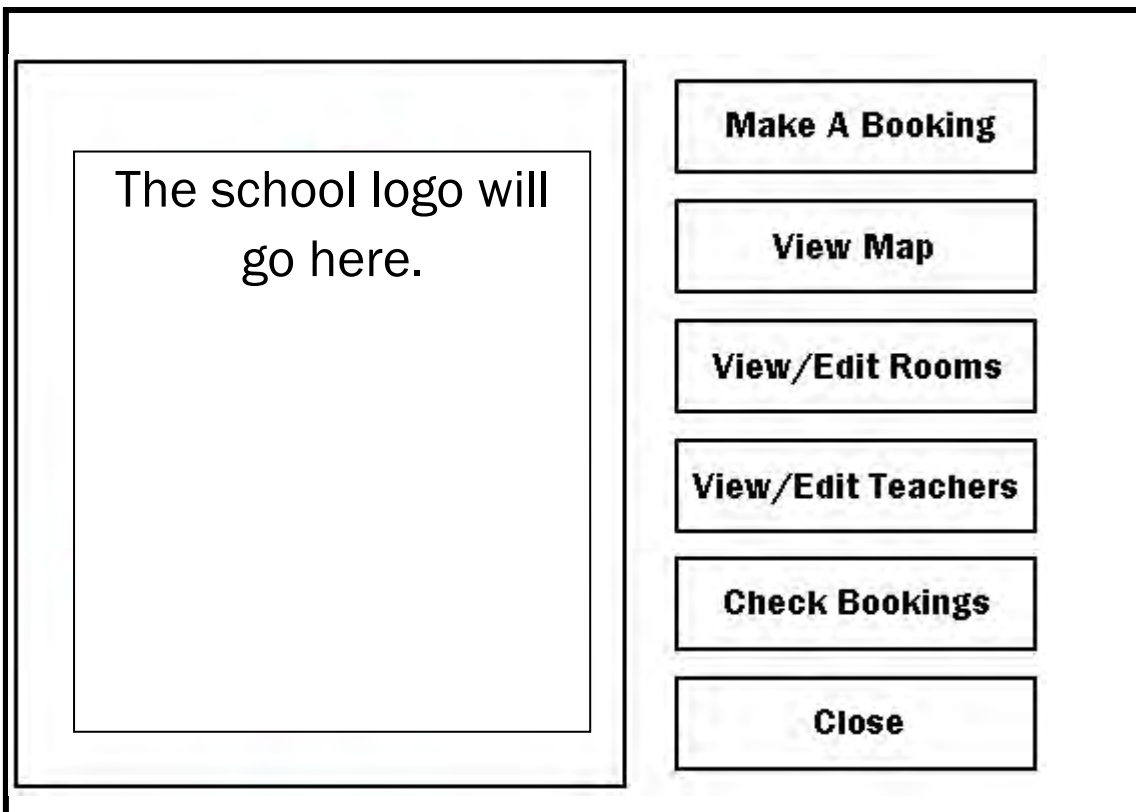 The school logo will
go here.
Make A Booking
View Map
View/Edit Rooms
View/Edit Teachers
Check Bookings
Close